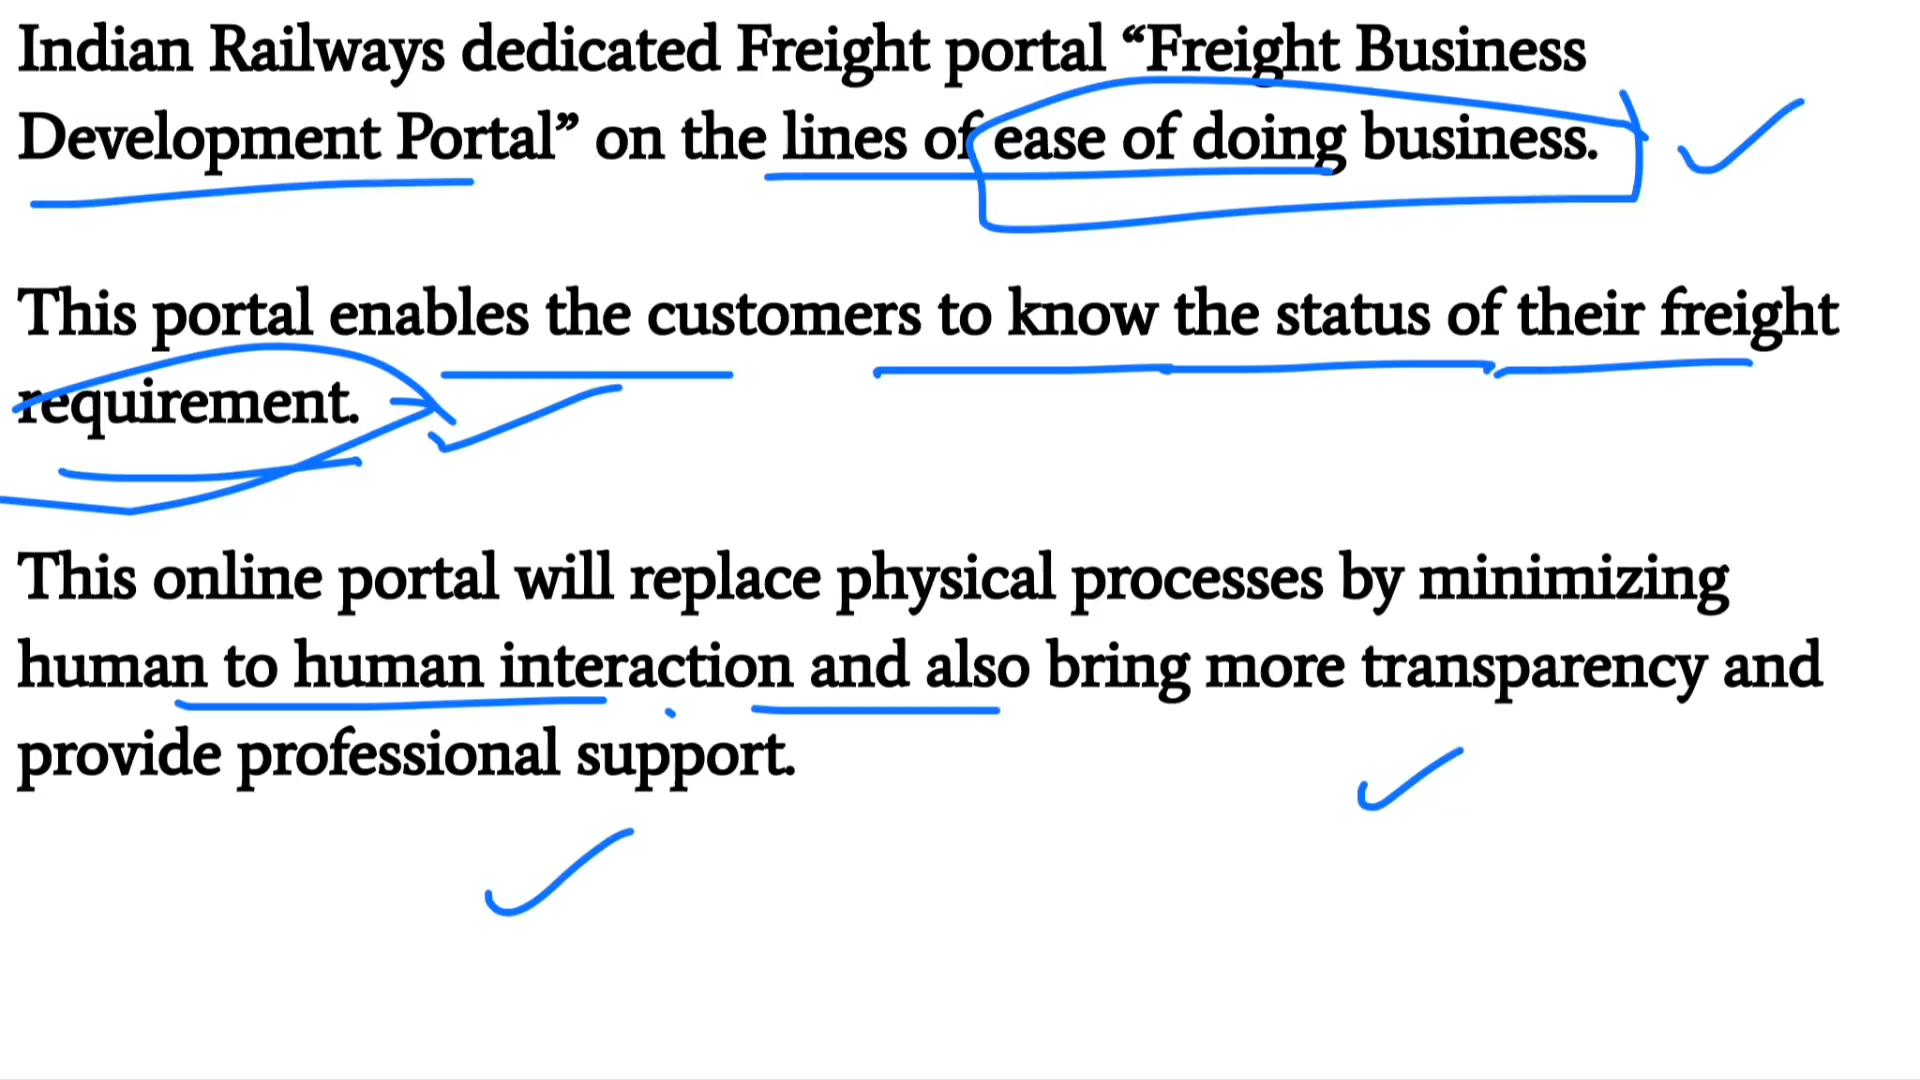 Indian Railways dedicated Freight portal “Freight Business
Development Portal” on the lines of ease of doing business.
This portal enables the customers to know the status of their freight
requirement.
This online portal will replace physical processes by minimizing
human to human interaction and also bring more transparency and
provide professional support.